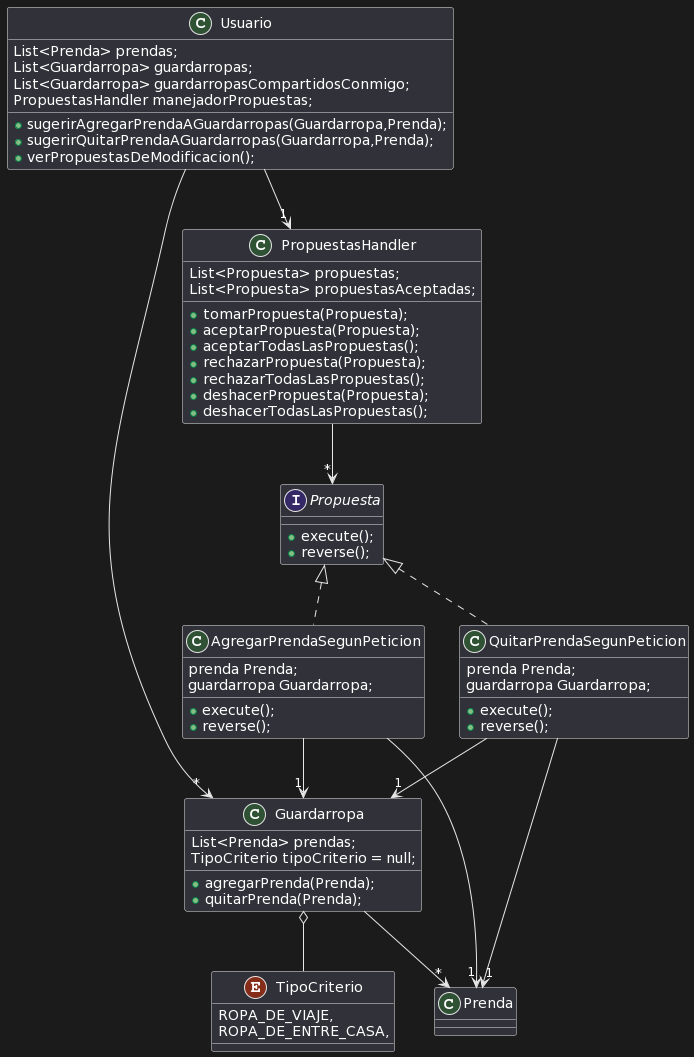 C Usuario
List<Prenda> prendas;
List<Guardarropa> guardarropas;
List<Guardarropa> guardarropasCompartidosConmigo;
PropuestasHandler manejadorPropuestas;
sugerirAgregarPrendaAGuardarropas(Guardarropa,Prenda);
sugerirQuitarPrendaAGuardarropas(Guardarropa,Prenda);
verPropuestasDeModificacion();
1
C PropuestasHandler
List<Propuesta> propuestas;
List<Propuesta> propuestasAceptadas;
tomarPropuesta(Propuesta);
aceptarPropuesta(Propuesta);
aceptarTodasLasPropuestas();
rechazarPropuesta(Propuesta);
rechazarTodasLasPropuestas();
deshacerPropuesta(Propuesta);
deshacerTodasLasPropuestas();
*
I Propuesta
execute();
reverse();
C AgregarPrendaSegunPeticion
prenda Prenda;
guardarropa Guardarropa;
execute();
reverse();
C QuitarPrendaSegunPeticion
prenda Prenda;
guardarropa Guardarropa;
execute();
reverse();
* 1 1
C Guardarropa
List<Prenda> prendas;
TipoCriterio tipoCriterio = null;
agregarPrenda(Prenda);
quitarPrenda(Prenda);
* 1 1
E TipoCriterio
ROPA_DE_VIAJE,
ROPA_DE_ENTRE_CASA,
C Prenda